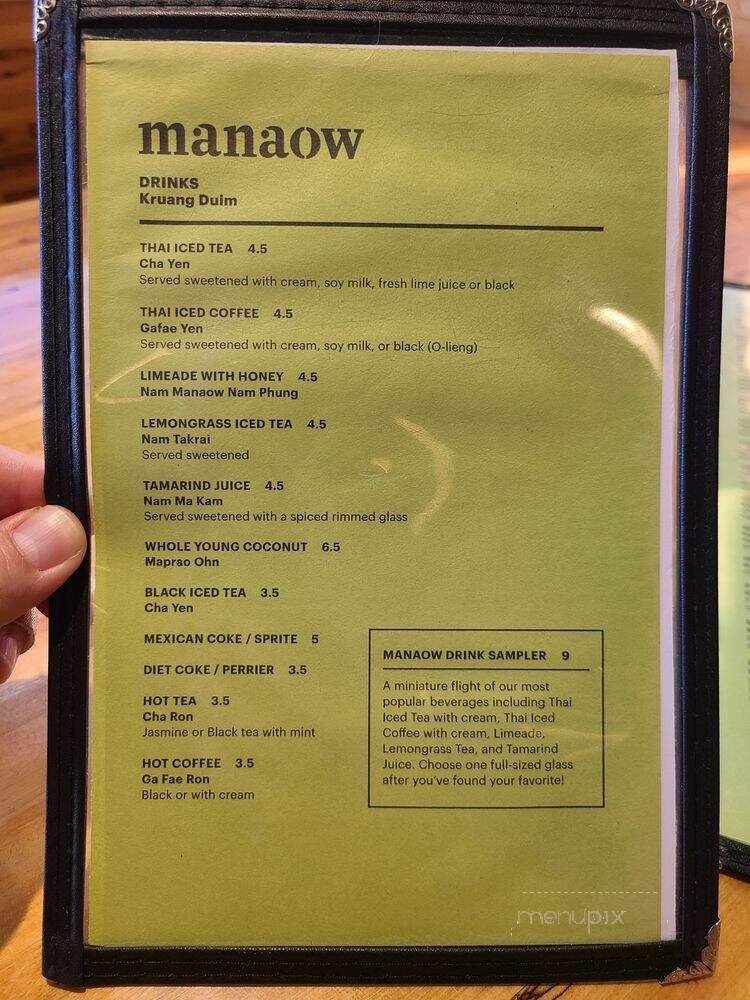 manaow
DRINKS
Kruang Duim
THAI ICED TEA 4.5
Cha Yen
Served sweetened with cream, soy milk, fresh lime juice or black
THAI ICED COFFEE 4.5
Gafae Yen
Served sweetened with cream, soy milk, or black (O-lieng)
LIMEADE WITH HONEY 4.5
Nam Manaow Nam Phung
LEMONGRASS ICED TEA 4.5
Nam Takrai
Served sweetened
TAMARIND JUICE 4.5
Nam Ma Kam
Served sweetened with a spiced rimmed glass
WHOLE YOUNG COCONUT 6.5
Maprao Ohn
BLACK ICED TEA 3.5
Cha Yen
MEXICAN COKE / SPRITE 5
DIET COKE / PERRIER 3.5
HOT TEA 3.5
Cha Ron
Jasmine or Black tea with mint
HOT COFFEE 3.5
Ga Fae Ron
Black or with cream
MANAOW DRINK SAMPLER 9
A miniature flight of our most
popular beverages including Thai
Iced Tea with cream, Thai Iced
Coffee with cream, Limeade,
Lemongrass Tea, and Tamarind
Juice. Choose one full-sized glass
after you've found your favorite!
menupix